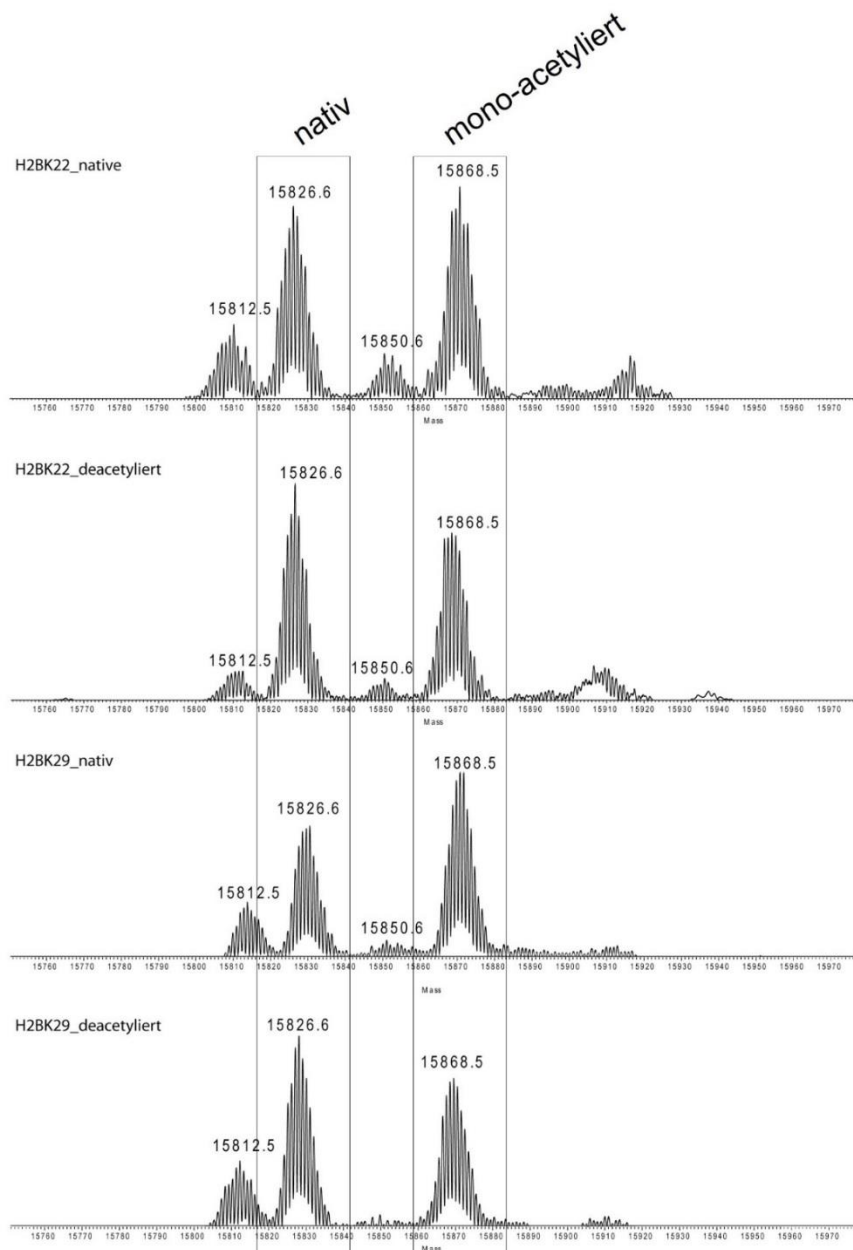 nativ
mono-acetyliert
H2BK22_native
15826.6
15868.5
15812.5
15850.6
15760 15770 15780 15790 15800 15810 15820 15830 15840 15850 15860 15870 15880 15890 15900 15910 15920 15930 15940 15950 15960 15970
Mass
H2BK22_deacetyliert
15826.6
15868.5
15812.5
15850.6
15760 15770 15780 15790 15800 15810 15820 15830 15840 15850 15860 15870 15880 15890 15900 15910 15920 15930 15940 15950 15960 15970
Mass
H2BK29_nativ
15868.5
15826.6
15812.5
15850.6
15760 15770 15780 15790 15800 15810 15820 15830 15840 15850 15860 15870 15880 15890 15900 15910 15920 15930 15940 15950 15960 15970
Mass
H2BK29_deacetyliert
15826.6
15868.5
15812.5
15760 15770 15780 15790 15800 15810 15820 15830 15840 15850 15860 15870 15880 15890 15900 15910 15920 15930 15940 15950 15960 15970
Mass